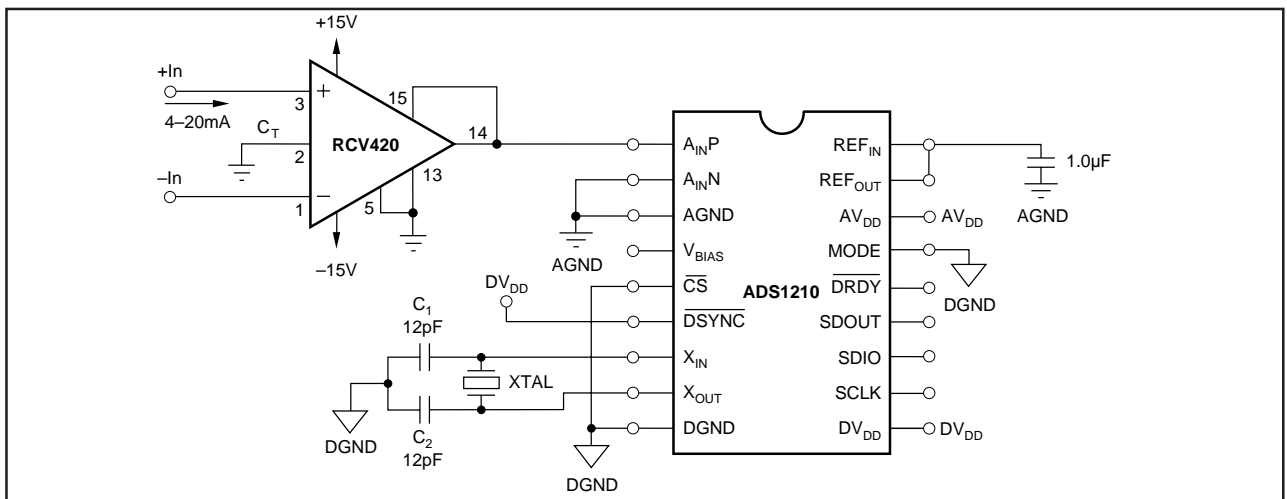 +15V
+In
3
+
15
4–20mA
C_T
2
RCV420
14
13
–In
1
–
5
–15V
A_INP
A_INN
AGND
V_BIAS
CS
DSYNC
X_IN
X_OUT
DGND
ADS1210
REF_IN
REF_OUT
AV_DD
MODE
DRDY
SDOUT
SDIO
SCLK
DV_DD
1.0µF
AGND
AV_DD
DGND
DV_DD
AGND
DV_DD
C_1
12pF
XTAL
C_2
12pF
DGND
DGND